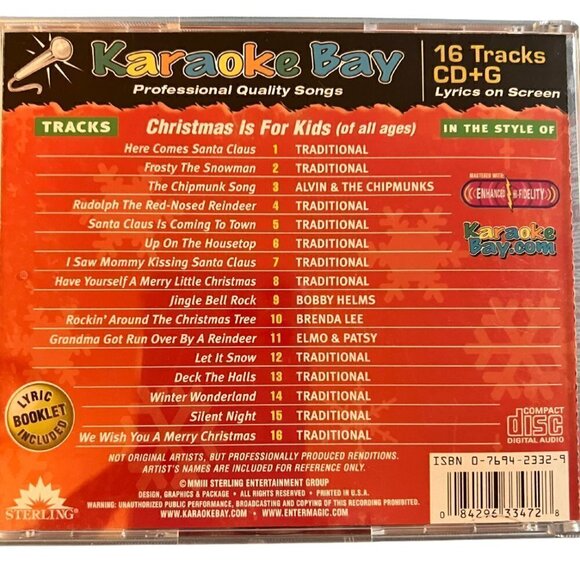 Karaoke Bay
Professional Quality Songs
16 Tracks
CD+G
Lyrics on Screen
TRACKS Christmas Is For Kids (of all ages) IN THE STYLE OF
Here Comes Santa Claus 1 TRADITIONAL
Frosty The Snowman 2 TRADITIONAL
The Chipmunk Song 3 ALVIN & THE CHIPMUNKS
Rudolph The Red-Nosed Reindeer 4 TRADITIONAL
Santa Claus Is Coming To Town 5 TRADITIONAL
Up On The Housetop 6 TRADITIONAL
I Saw Mommy Kissing Santa Claus 7 TRADITIONAL
Have Yourself A Merry Little Christmas 8 TRADITIONAL
Jingle Bell Rock 9 BOBBY HELMS
Rockin' Around The Christmas Tree 10 BRENDA LEE
Grandma Got Run Over By A Reindeer 11 ELMO & PATSY
Let It Snow 12 TRADITIONAL
Deck The Halls 13 TRADITIONAL
Winter Wonderland 14 TRADITIONAL
Silent Night 15 TRADITIONAL
We Wish You A Merry Christmas 16 TRADITIONAL
MASTERED WITH
ENHANCED HI-FIDELITY
Karaoke
Bay.com
LYRIC
BOOKLET
INCLUDED
COMPACT
disc
DIGITAL AUDIO
NOT ORIGINAL ARTISTS, BUT PROFESSIONALLY PRODUCED RENDITIONS.
ARTIST'S NAMES ARE INCLUDED FOR REFERENCE ONLY.
© MMIII STERLING ENTERTAINMENT GROUP
DESIGN, GRAPHICS & PACKAGE • ALL RIGHTS RESERVED • PRINTED IN U.S.A.
WARNING: UNAUTHORIZED PUBLIC PERFORMANCE, BROADCASTING AND COPYING OF THIS RECORDING PROHIBITED.
WWW.KARAOKEBAY.COM • WWW.ENTERMAGIC.COM
STERLING
ISBN 0-7694-2332-9
0 84296 33472 8